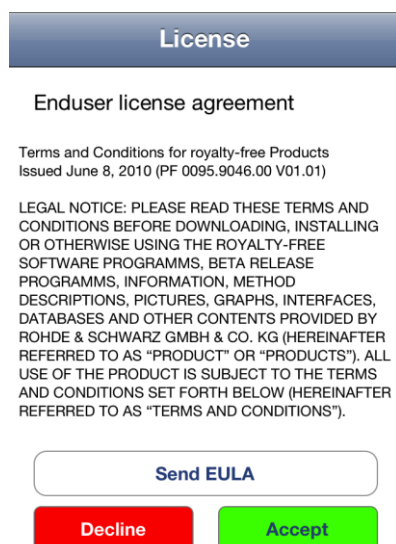 License
Enduser license agreement
Terms and Conditions for royalty-free Products
Issued June 8, 2010 (PF 0095.9046.00 V01.01)
LEGAL NOTICE: PLEASE READ THESE TERMS AND
CONDITIONS BEFORE DOWNLOADING, INSTALLING
OR OTHERWISE USING THE ROYALTY-FREE
SOFTWARE PROGRAMMS, BETA RELEASE
PROGRAMMS, INFORMATION, METHOD
DESCRIPTIONS, PICTURES, GRAPHS, INTERFACES,
DATABASES AND OTHER CONTENTS PROVIDED BY
ROHDE & SCHWARZ GMBH & CO. KG (HEREINAFTER
REFERRED TO AS “PRODUCT” OR “PRODUCTS”). ALL
USE OF THE PRODUCT IS SUBJECT TO THE TERMS
AND CONDITIONS SET FORTH BELOW (HEREINAFTER
REFERRED TO AS “TERMS AND CONDITIONS”).
Send EULA
Decline Accept